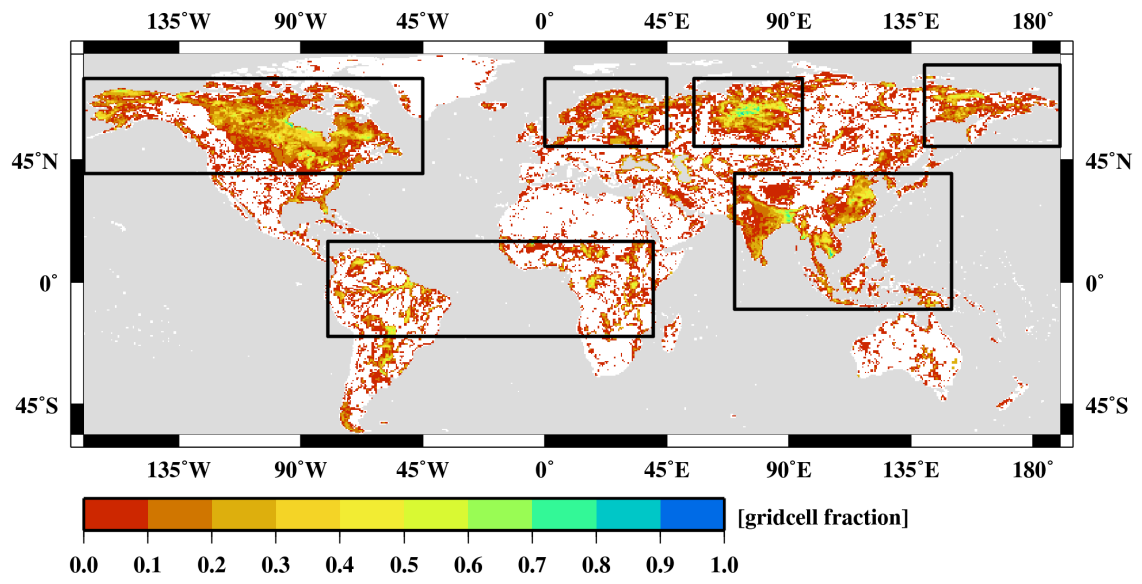 135˚W 90˚W 45˚W 0˚ 45˚E 90˚E 135˚E 180˚
45˚N 45˚N
0˚ 0˚
45˚S 45˚S
135˚W 90˚W 45˚W 0˚ 45˚E 90˚E 135˚E 180˚
[gridcell fraction]
0.0 0.1 0.2 0.3 0.4 0.5 0.6 0.7 0.8 0.9 1.0